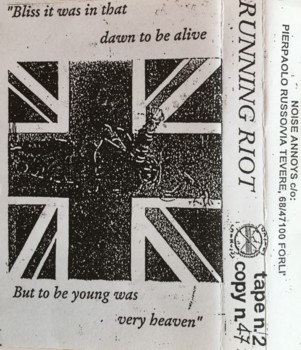 "Bliss it was in that
dawn to be alive
But to be young was
very heaven"
RUNNING RIOT
tape n.2
copy n.47
NOISE ANNOYS c/o:
PIERPAOLO RUSSO/VIA TEVERE, 68/47100 FORLI'